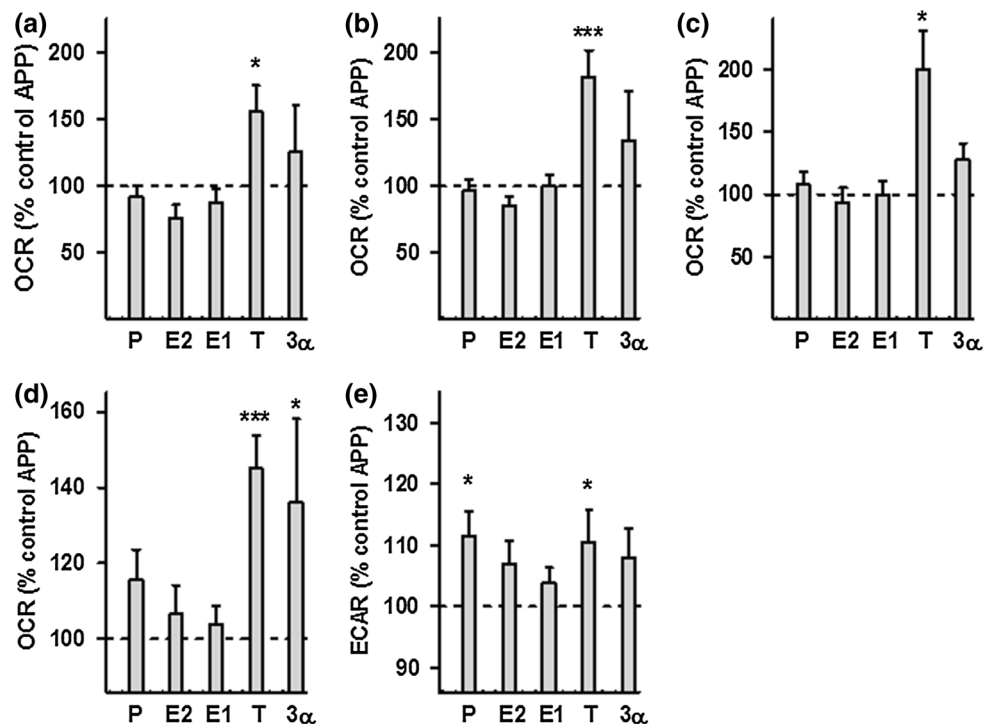 (a)
OCR (% control APP)
200
150
100
50
*
P E2 E1 T 3α
(b)
OCR (% control APP)
200
150
100
50
***
P E2 E1 T 3α
(c)
OCR (% control APP)
200
150
100
50
*
P E2 E1 T 3α
(d)
OCR (% control APP)
160
140
120
100
*** *
P E2 E1 T 3α
(e)
ECAR (% control APP)
130
120
110
100
90
* *
P E2 E1 T 3α